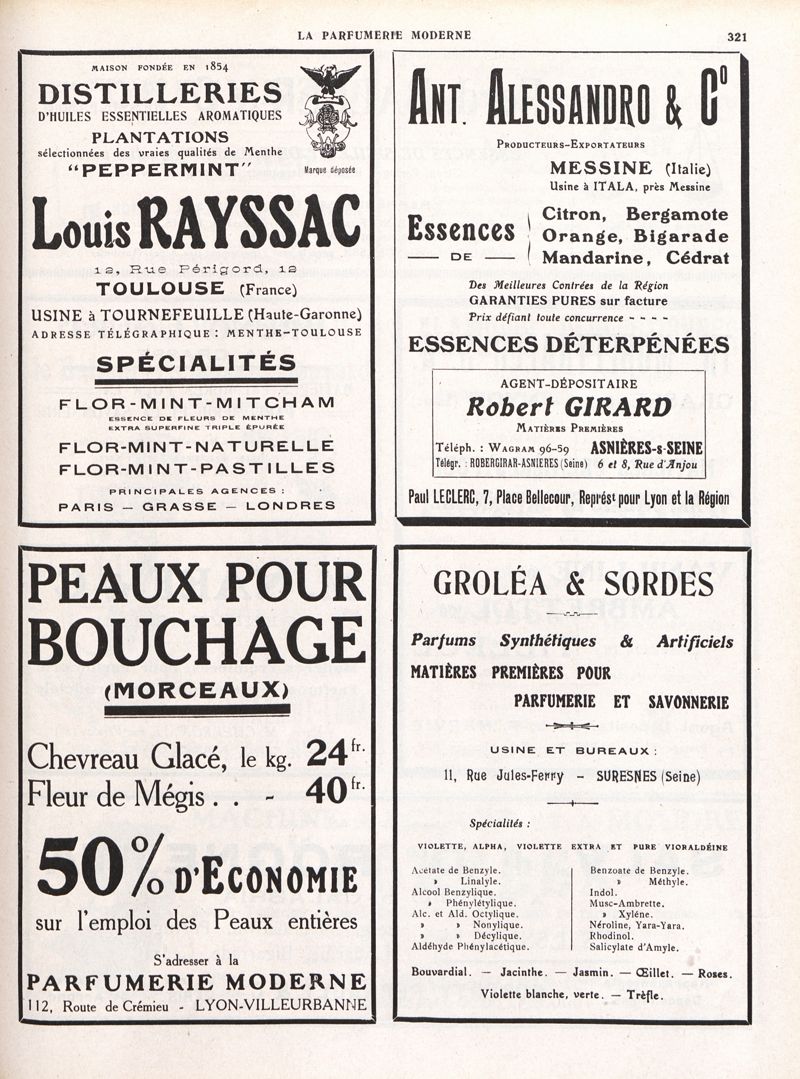 LA PARFUMERIE MODERNE
321
MAISON FONDÉE EN 1854
DISTILLERIES
D'HUILES ESSENTIELLES AROMATIQUES
PLANTATIONS
sélectionnées des vraies qualités de Menthe
"PEPPERMINT"
Marque déposée
Louis RAYSSAC
12, Rue Périgord, 12
TOULOUSE (France)
USINE à TOURNEFEUILLE (Haute-Garonne)
ADRESSE TÉLÉGRAPHIQUE : MENTHE-TOULOUSE
SPÉCIALITÉS
FLOR-MINT-MITCHAM
ESSENCE DE FLEURS DE MENTHE
EXTRA SUPERFINE TRIPLE ÉPURÉE
FLOR-MINT-NATURELLE
FLOR-MINT-PASTILLES
PRINCIPALES AGENCES :
PARIS — GRASSE — LONDRES
ANT. ALESSANDRO & Cº
PRODUCTEURS-EXPORTATEURS
MESSINE (Italie)
Usine à ITALA, près Messine
Essences
DE
Citron, Bergamote
Orange, Bigarade
Mandarine, Cédrat
Des Meilleures Contrées de la Région
GARANTIES PURES sur facture
Prix défiant toute concurrence - - - -
ESSENCES DÉTERPÉNÉES
AGENT-DÉPOSITAIRE
Robert GIRARD
MATIÈRES PREMIÈRES
Téléph. : WAGRAM 96-59 ASNIÈRES-s-SEINE
Télégr. : ROBERGIRAR-ASNIERES (Seine) 6 et 8, Rue d'Anjou
Paul LECLERC, 7, Place Bellecour, Représt pour Lyon et la Région
PEAUX POUR
BOUCHAGE
(MORCEAUX)
Chevreau Glacé, le kg. 24 fr.
Fleur de Mégis . . - 40 fr.
50% D'ECONOMIE
sur l'emploi des Peaux entières
S'adresser à la
PARFUMERIE MODERNE
112, Route de Crémieu - LYON-VILLEURBANNE
GROLÉA & SORDES
Parfums Synthétiques & Artificiels
MATIÈRES PREMIÈRES POUR
PARFUMERIE ET SAVONNERIE
USINE ET BUREAUX :
11, Rue Jules-Ferry - SURESNES (Seine)
Spécialités :
VIOLETTE, ALPHA, VIOLETTE EXTRA ET PURE VIORALDÉINE
Acétate de Benzyle.
» Linalyle.
Alcool Benzylique.
» Phénylétylique.
Alc. et Ald. Octylique.
» » Nonylique.
» » Décylique.
Aldéhyde Phénylacétique.
Benzoate de Benzyle.
» Méthyle.
Indol.
Musc-Ambrette.
» Xylène.
Néroline, Yara-Yara.
Rhodinol.
Salicylate d'Amyle.
Bouvardial. — Jacinthe. — Jasmin. — Œillet. — Roses.
Violette blanche, verte. — Trèfle.